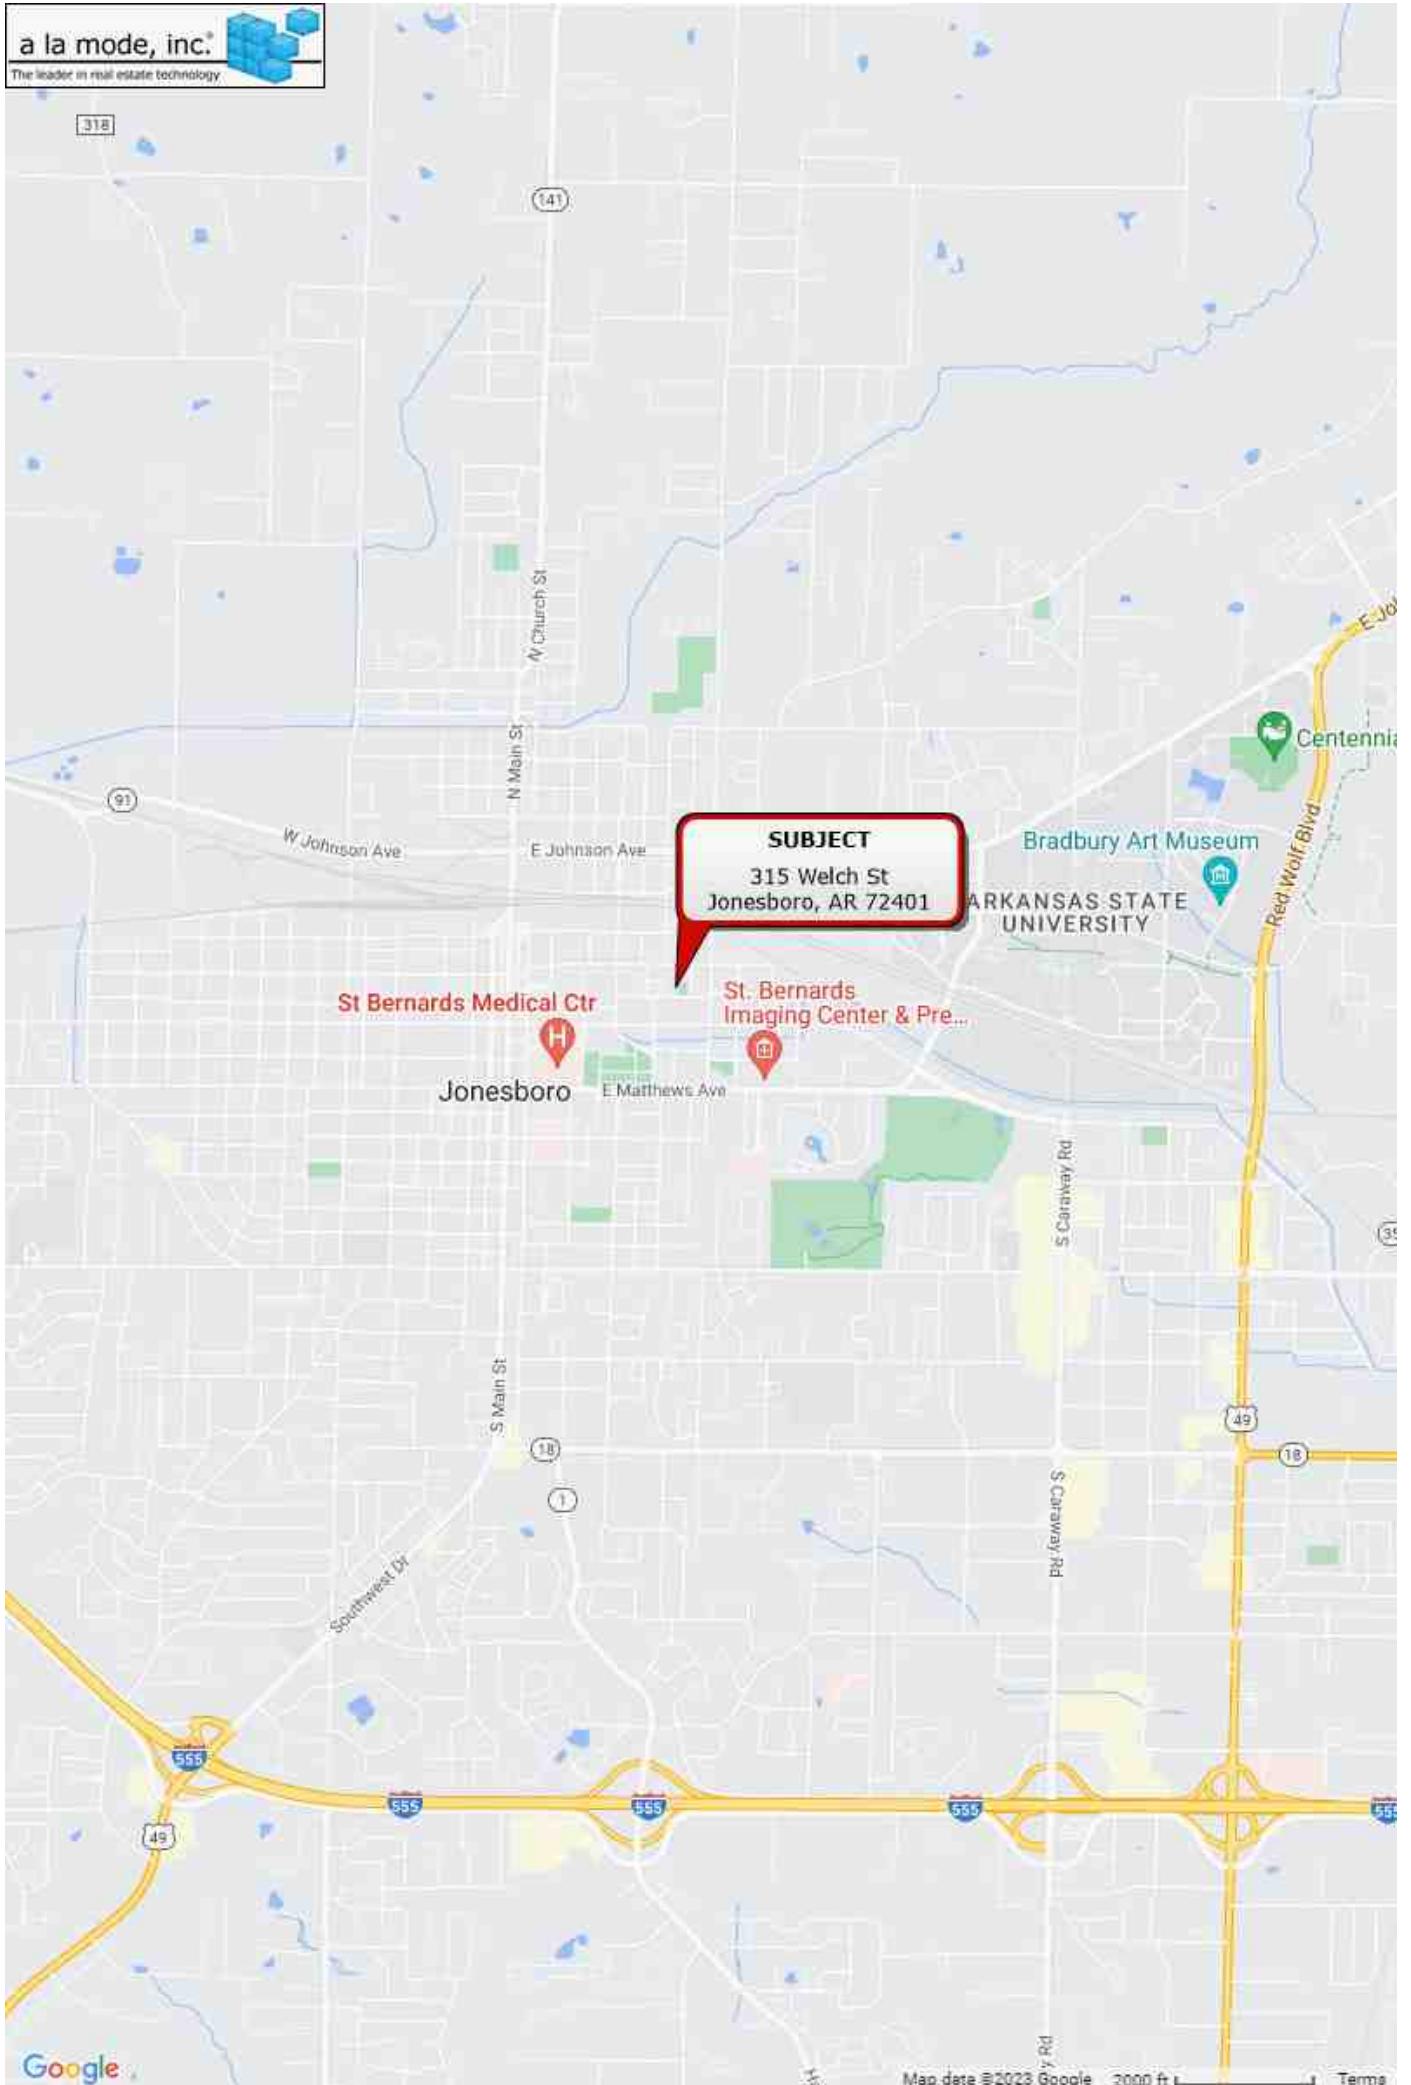 a la mode, inc.
The leader in real estate technology
318
141
N Church St
E Jo
N Main St
Centennia
91
W Johnson Ave
E Johnson Ave
SUBJECT
315 Welch St
Jonesboro, AR 72401
Bradbury Art Museum
Red Wolf Blvd
ARKANSAS STATE
UNIVERSITY
St Bernards Medical Ctr
St. Bernards
Imaging Center & Pre...
H
Jonesboro
E Matthews Ave
S Caraway Rd
35
S Main St
49
18
18
1
S Caraway Rd
Southwest Dr
555
555
555
555
555
49
y Rd
Google
Map data ©2023 Google
2000 ft
Terms